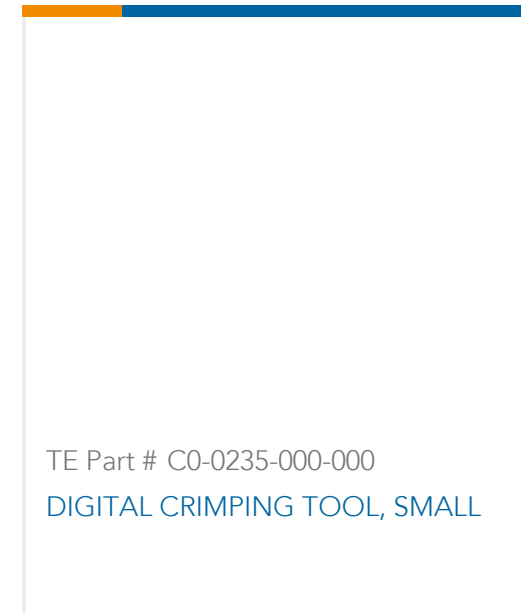 TE Part # C0-0235-000-000
DIGITAL CRIMPING TOOL, SMALL